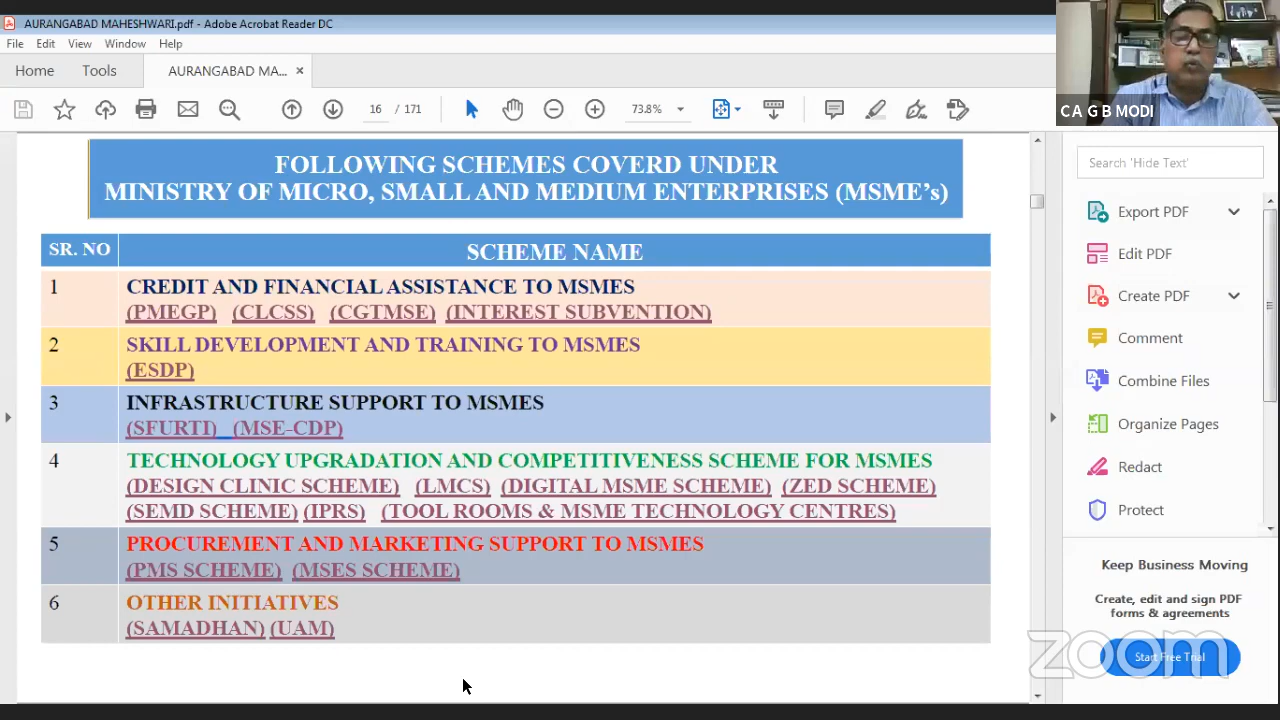 AURANGABAD MAHESHWARI.pdf - Adobe Acrobat Reader DC
File Edit View Window Help
Home Tools AURANGABAD MA... ×
16 / 171 73.8%
C A G B MODI
FOLLOWING SCHEMES COVERD UNDER
MINISTRY OF MICRO, SMALL AND MEDIUM ENTERPRISES (MSME's)
SR. NO SCHEME NAME
1 CREDIT AND FINANCIAL ASSISTANCE TO MSMES
(PMEGP) (CLCSS) (CGTMSE) (INTEREST SUBVENTION)
2 SKILL DEVELOPMENT AND TRAINING TO MSMES
(ESDP)
3 INFRASTRUCTURE SUPPORT TO MSMES
(SFURTI) (MSE-CDP)
4 TECHNOLOGY UPGRADATION AND COMPETITIVENESS SCHEME FOR MSMES
(DESIGN CLINIC SCHEME) (LMCS) (DIGITAL MSME SCHEME) (ZED SCHEME)
(SEMD SCHEME) (IPRS) (TOOL ROOMS & MSME TECHNOLOGY CENTRES)
5 PROCUREMENT AND MARKETING SUPPORT TO MSMES
(PMS SCHEME) (MSES SCHEME)
6 OTHER INITIATIVES
(SAMADHAN) (UAM)
Search 'Hide Text'
Export PDF
Edit PDF
Create PDF
Comment
Combine Files
Organize Pages
Redact
Protect
Keep Business Moving
Create, edit and sign PDF
forms & agreements
Start Free Trial
zoom